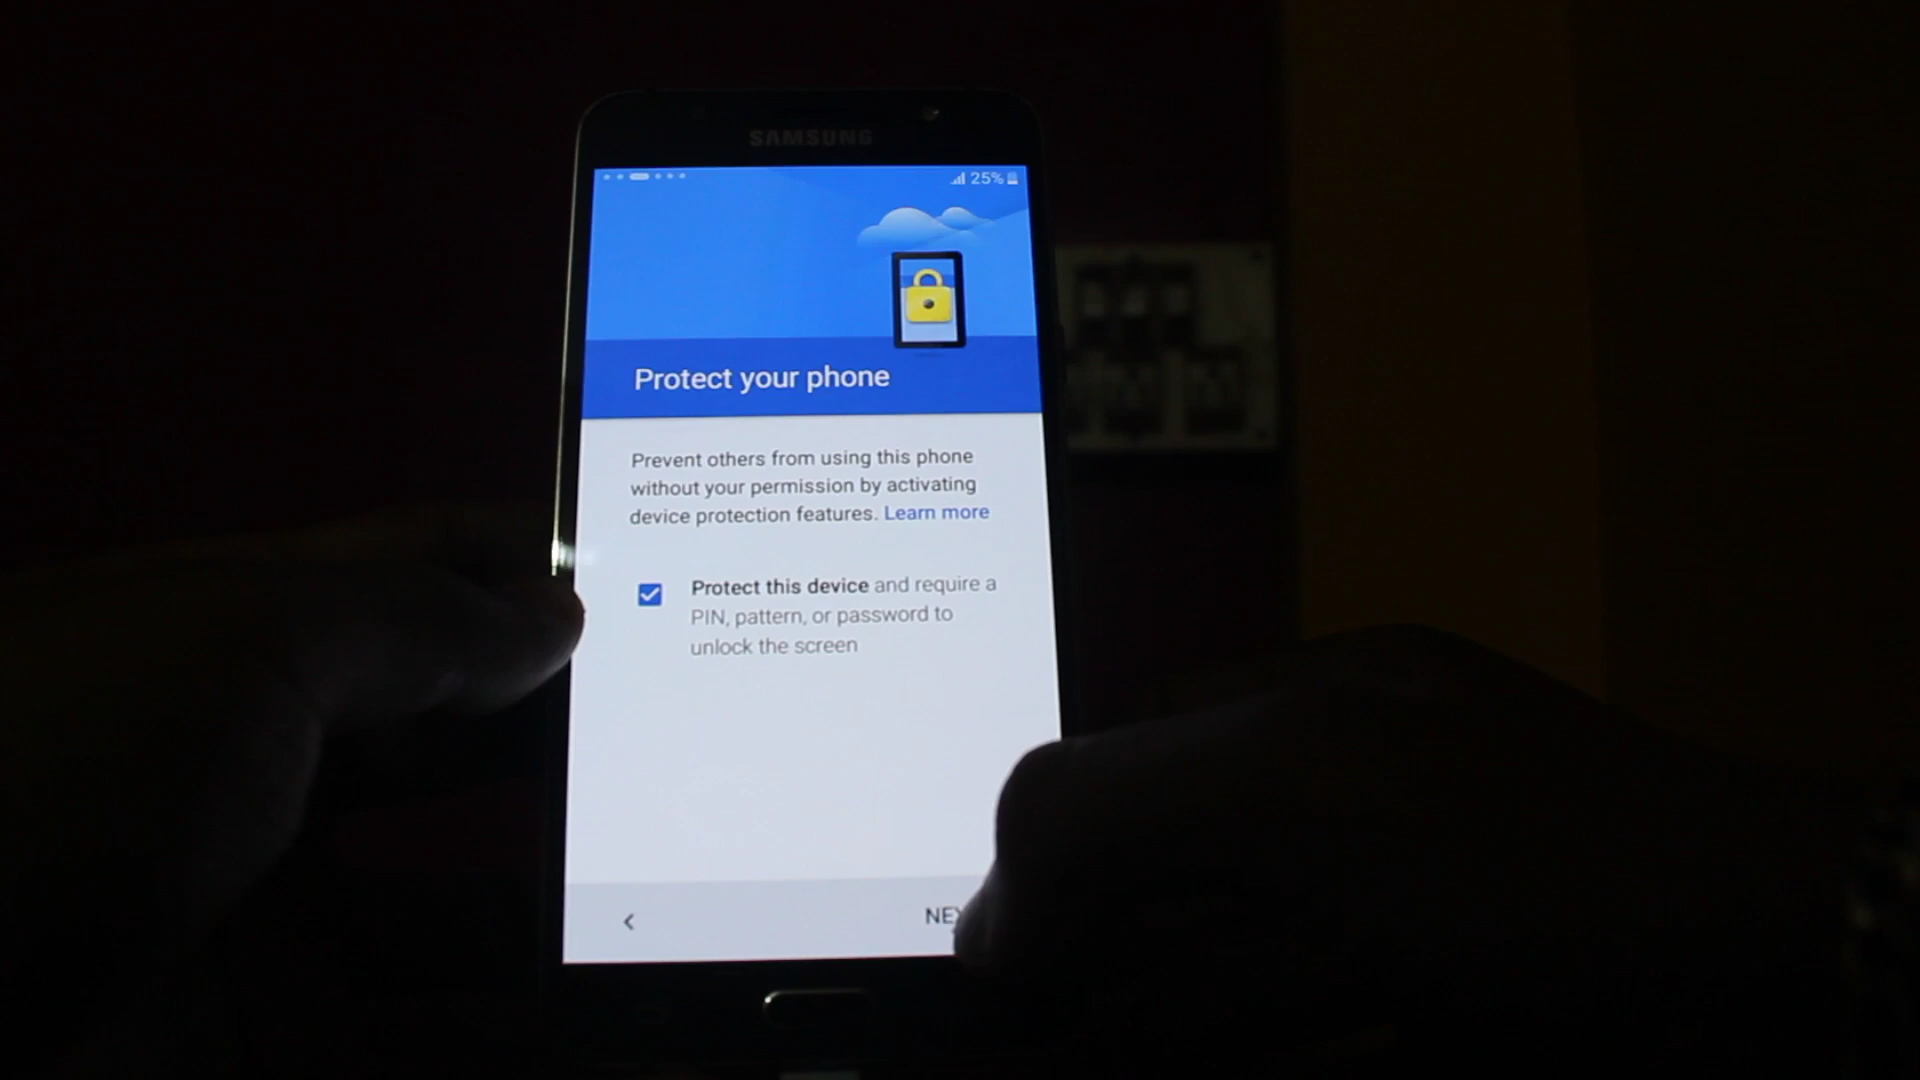 SAMSUNG
25%
Protect your phone
Prevent others from using this phone
without your permission by activating
device protection features. Learn more
Protect this device and require a
PIN, pattern, or password to
unlock the screen